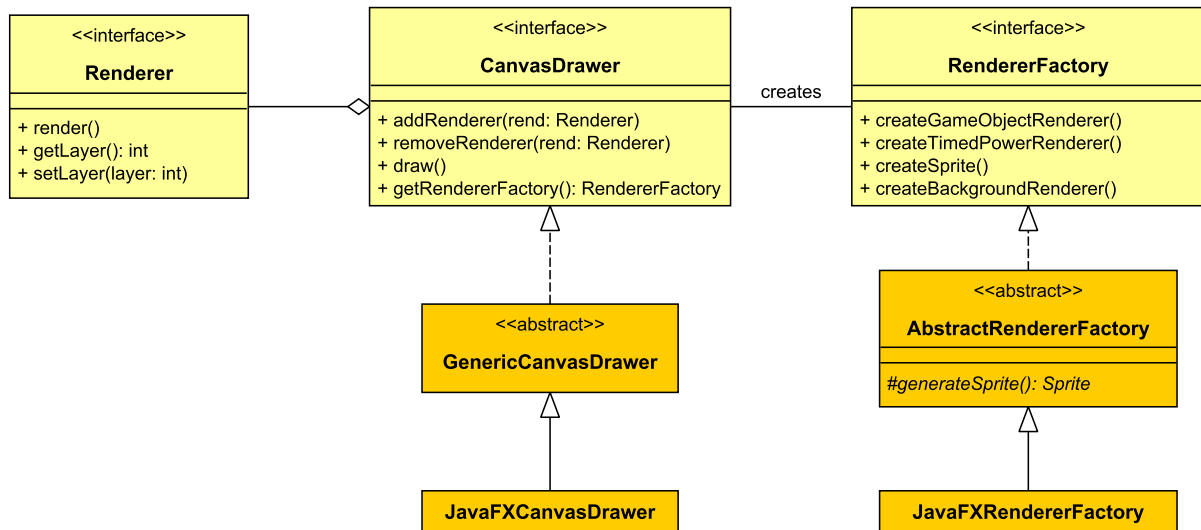 <<interface>>
Renderer
+ render()
+ getLayer(): int
+ setLayer(layer: int)
<<interface>>
CanvasDrawer
+ addRenderer(rend: Renderer)
+ removeRenderer(rend: Renderer)
+ draw()
+ getRendererFactory(): RendererFactory
creates
<<interface>>
RendererFactory
+ createGameObjectRenderer()
+ createTimedPowerRenderer()
+ createSprite()
+ createBackgroundRenderer()
<<abstract>>
GenericCanvasDrawer
<<abstract>>
AbstractRendererFactory
#generateSprite(): Sprite
JavaFXCanvasDrawer
JavaFXRendererFactory